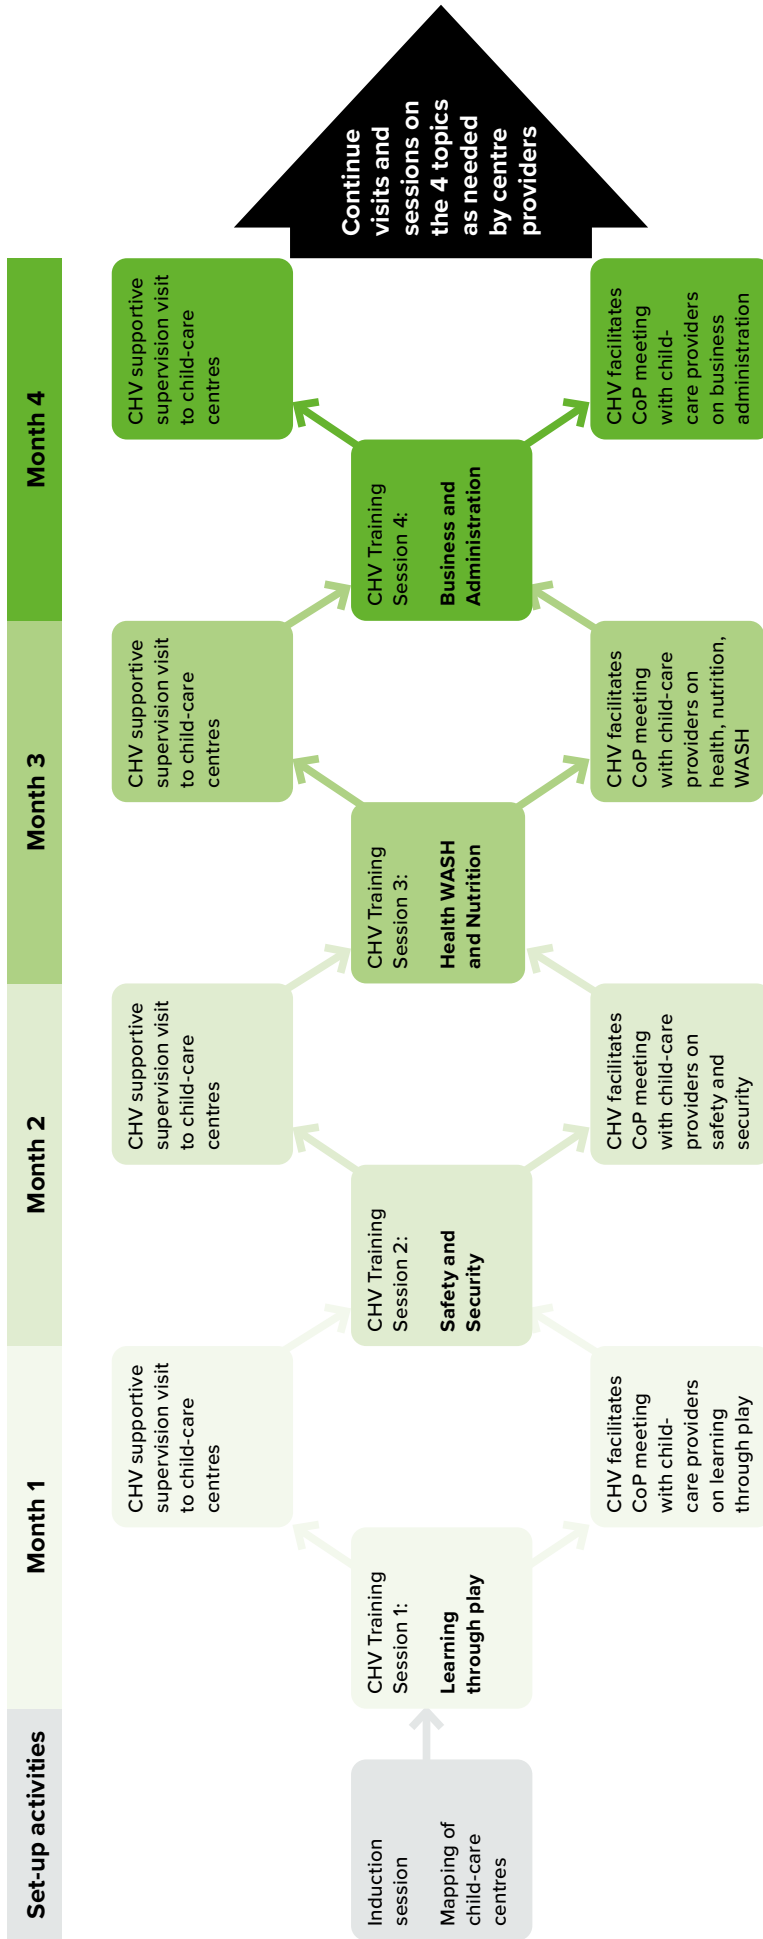 Set-up activities
Month 1
Month 2
Month 3
Month 4
Induction
session
Mapping of
child-care
centres
CHV Training
Session 1:
Learning
through play
CHV supportive
supervision visit
to child-care
centres
CHV facilitates
CoP meeting
with child-
care providers
on learning
through play
CHV Training
Session 2:
Safety and
Security
CHV supportive
supervision visit
to child-care
centres
CHV facilitates
CoP meeting
with child-care
providers on
safety and
security
CHV Training
Session 3:
Health WASH
and Nutrition
CHV supportive
supervision visit
to child-care
centres
CHV facilitates
CoP meeting
with child-care
providers on
health, nutrition,
WASH
CHV Training
Session 4:
Business and
Administration
CHV supportive
supervision visit
to child-care
centres
CHV facilitates
CoP meeting
with child-
care providers
on business
administration
Continue
visits and
sessions on
the 4 topics
as needed
by centre
providers